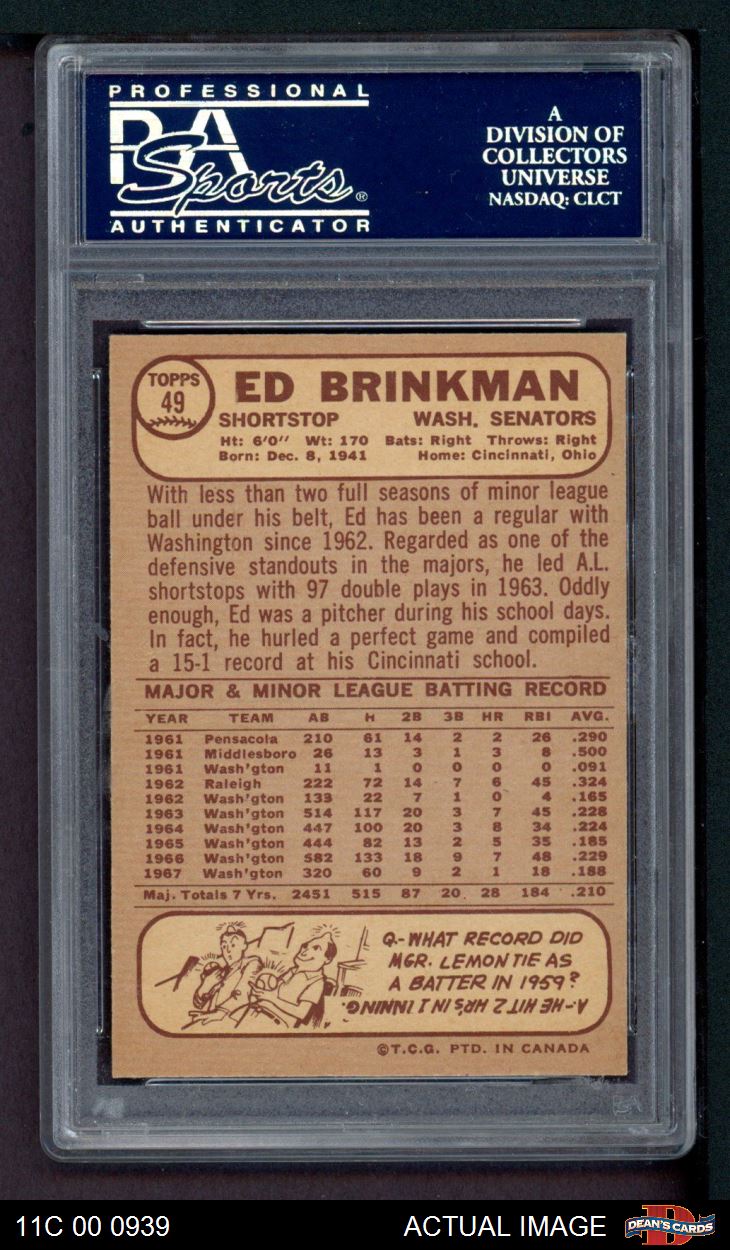 PROFESSIONAL
PSA
Sports®
AUTHENTICATOR
A
DIVISION OF
COLLECTORS
UNIVERSE
NASDAQ: CLCT
TOPPS
49
ED BRINKMAN
SHORTSTOP WASH. SENATORS
Ht: 6'0'' Wt: 170 Bats: Right Throws: Right
Born: Dec. 8, 1941 Home: Cincinnati, Ohio
With less than two full seasons of minor league
ball under his belt, Ed has been a regular with
Washington since 1962. Regarded as one of the
defensive standouts in the majors, he led A.L.
shortstops with 97 double plays in 1963. Oddly
enough, Ed was a pitcher during his school days.
In fact, he hurled a perfect game and compiled
a 15-1 record at his Cincinnati school.
MAJOR & MINOR LEAGUE BATTING RECORD
YEAR TEAM AB H 2B 3B HR RBI AVG.
1961 Pensacola 210 61 14 2 2 26 .290
1961 Middlesboro 26 13 3 1 3 8 .500
1961 Wash'gton 11 1 0 0 0 0 .091
1962 Raleigh 222 72 14 7 6 45 .324
1962 Wash'gton 133 22 7 1 0 4 .165
1963 Wash'gton 514 117 20 3 7 45 .228
1964 Wash'gton 447 100 20 3 8 34 .224
1965 Wash'gton 444 82 13 2 5 35 .185
1966 Wash'gton 582 133 18 9 7 48 .229
1967 Wash'gton 320 60 9 2 1 18 .188
Maj. Totals 7 Yrs. 2451 515 87 20 28 184 .210
Q-WHAT RECORD DID
MGR. LEMON TIE AS
A BATTER IN 1959?
A-HE HIT 2 HR'S IN 1 INNING.
©T.C.G. PTD. IN CANADA
11C 00 0939 ACTUAL IMAGE
DEAN'S CARDS